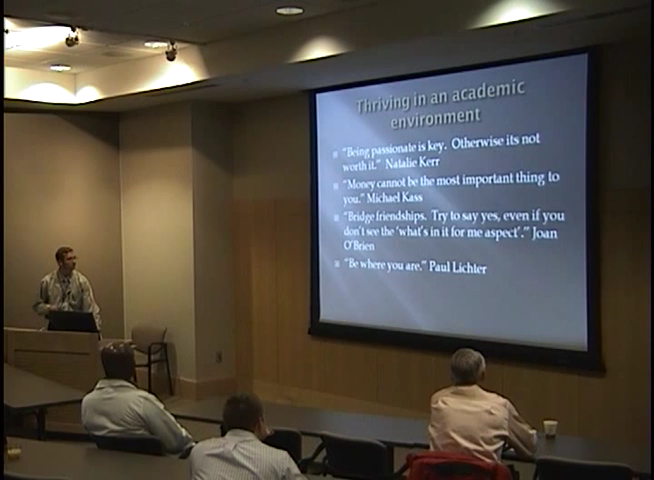 Thriving in an academic
environment
"Being passionate is key. Otherwise its not
worth it." Natalie Kerr
"Money cannot be the most important thing to
you." Michael Kass
"Bridge friendships. Try to say yes, even if you
don't see the 'what's in it for me aspect'." Joan
O'Brien
"Be where you are." Paul Lichter